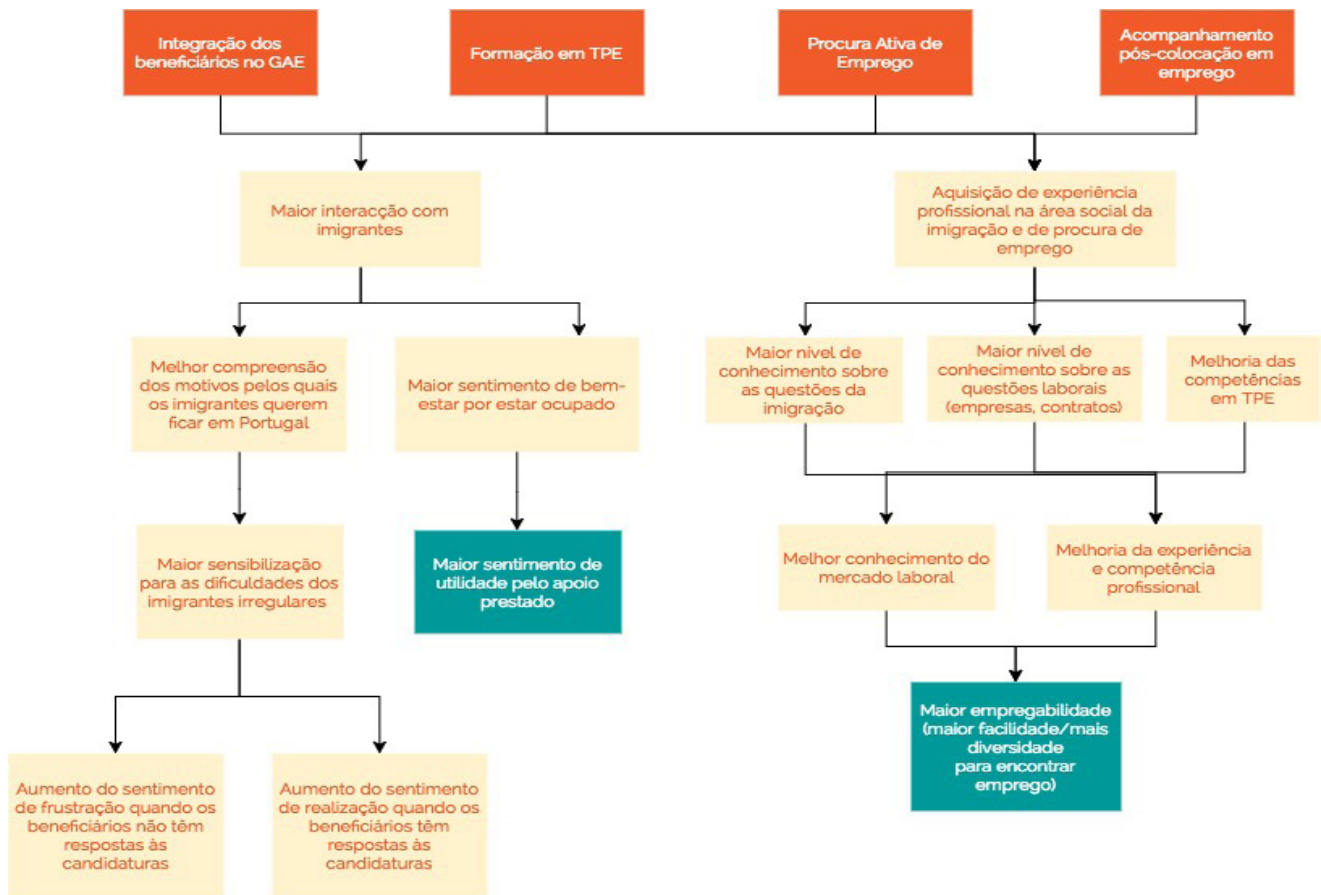 Integração dos
beneficiários no GAE
Formação em TPE
Procura Ativa de
Emprego
Acompanhamento
pós-colocação em
emprego
Maior interacção com
imigrantes
Aquisição de experiência
profissional na área social da
imigração e de procura de
emprego
Melhor compreensão
dos motivos pelos quais
os imigrantes querem
ficar em Portugal
Maior sentimento de bem-
estar por estar ocupado
Maior nível de
conhecimento sobre
as questões da
imigração
Maior nível de
conhecimento sobre as
questões laborais
(empresas, contratos)
Melhoria das
competências
em TPE
Maior sensibilização
para as dificuldades dos
imigrantes irregulares
Maior sentimento de
utilidade pelo apoio
prestado
Melhor conhecimento do
mercado laboral
Melhoria da experiência
e competência
profissional
Maior empregabilidade
(maior facilidade/mais
diversidade
para encontrar
emprego)
Aumento do sentimento
de frustração quando os
beneficiários não têm
respostas às
candidaturas
Aumento do sentimento
de realização quando os
beneficiários têm
respostas às
candidaturas